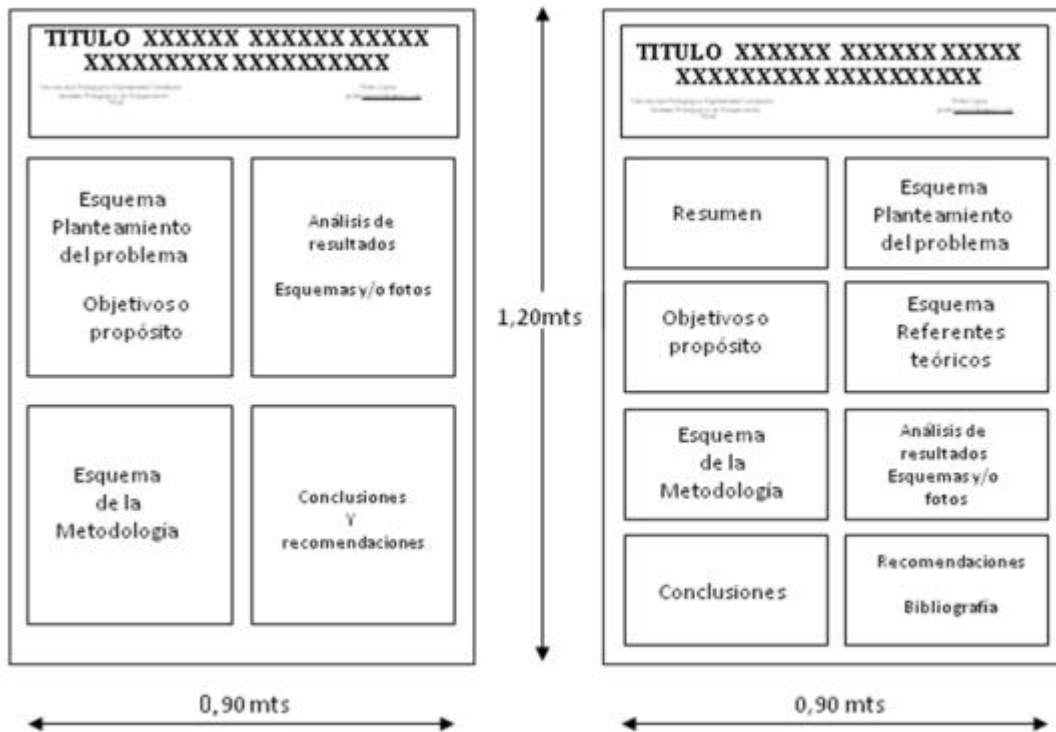 TITULO XXXXXX XXXXXX XXXXX
XXXXXXXXX XXXXXXXXXX
Esquema
Planteamiento
del problema
Objetivos o
propósito
Análisis de
resultados
Esquemas y/o fotos
Esquema
de la
Metodología
Conclusiones
Y
recomendaciones
0,90 mts
1,20mts
TITULO XXXXXX XXXXXX XXXXX
XXXXXXXXX XXXXXXXXXX
Resumen
Esquema
Planteamiento
del problema
Objetivos o
propósito
Esquema
Referentes
teóricos
Esquema
de la
Metodología
Análisis de
resultados
Esquemas y/o
fotos
Conclusiones
Recomendaciones
Bibliografía
0,90 mts